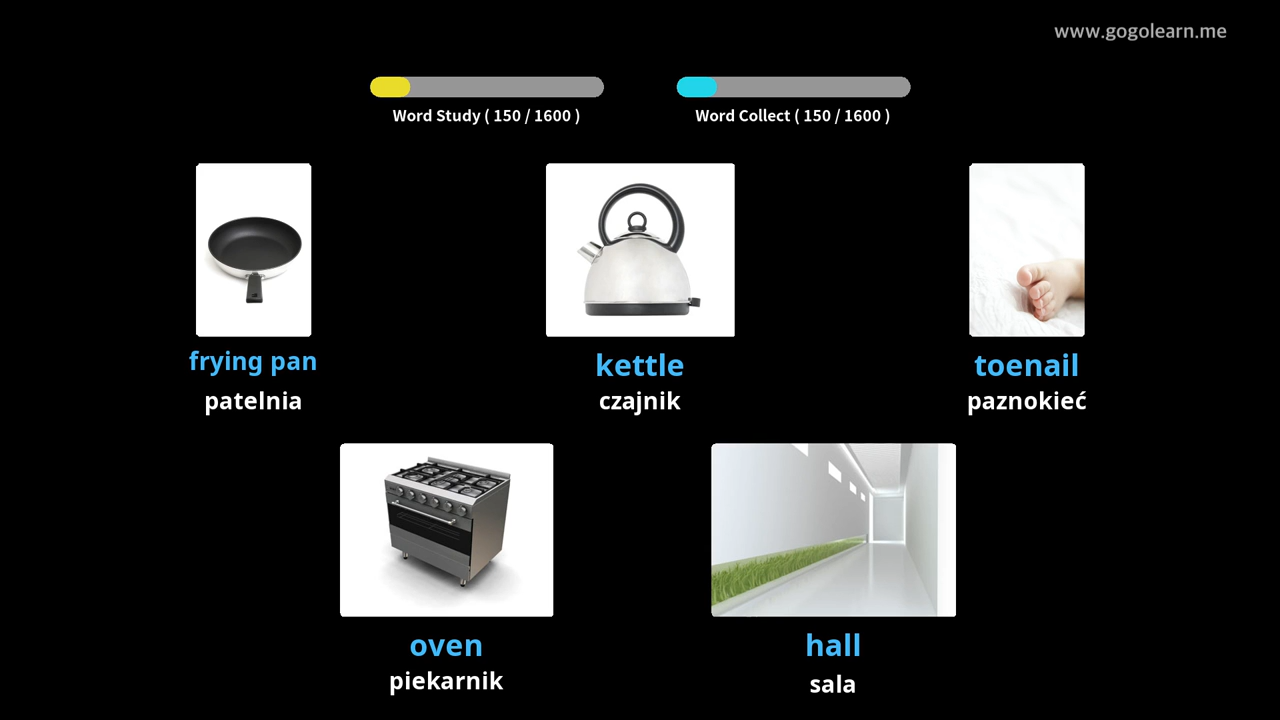 www.gogolearn.me
Word Study ( 150 / 1600 )
Word Collect ( 150 / 1600 )
frying pan
patelnia
kettle
czajnik
toenail
paznokieć
oven
piekarnik
hall
sala